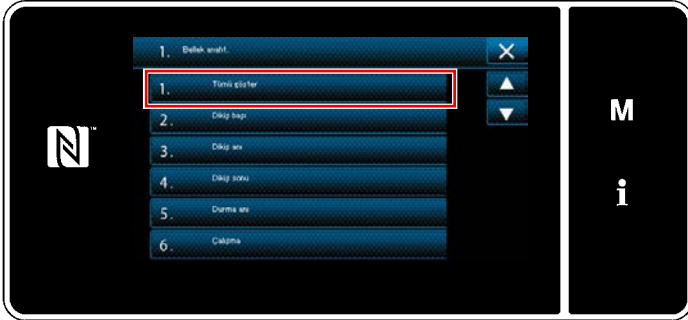 1. Bellek anaht.
1. Tümü göster
2. Dikiş başı
3. Dikiş anı
4. Dikiş sonu
5. Durma anı
6. Çalışma
M
i